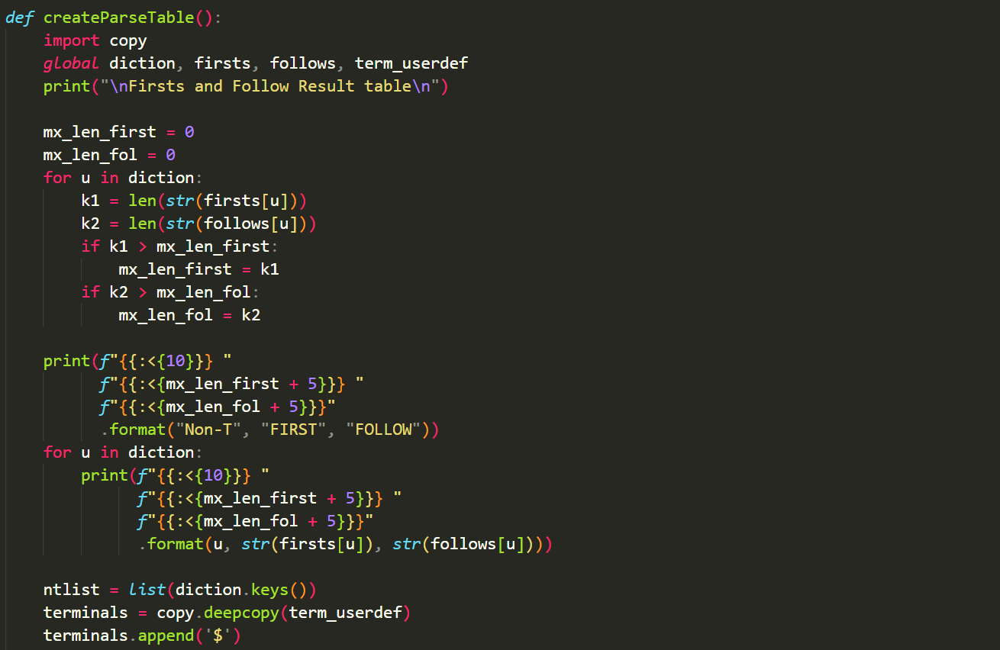 def createParseTable():
    import copy
    global diction, firsts, follows, term_userdef
    print("\nFirsts and Follow Result table\n")

    mx_len_first = 0
    mx_len_fol = 0
    for u in diction:
        k1 = len(str(firsts[u]))
        k2 = len(str(follows[u]))
        if k1 > mx_len_first:
            mx_len_first = k1
        if k2 > mx_len_fol:
            mx_len_fol = k2

    print(f"{{:<{10}}} "
          f"{{:<{mx_len_first + 5}}} "
          f"{{:<{mx_len_fol + 5}}}"
          .format("Non-T", "FIRST", "FOLLOW"))
    for u in diction:
        print(f"{{:<{10}}} "
              f"{{:<{mx_len_first + 5}}} "
              f"{{:<{mx_len_fol + 5}}}"
              .format(u, str(firsts[u]), str(follows[u])))

    ntlist = list(diction.keys())
    terminals = copy.deepcopy(term_userdef)
    terminals.append('$')